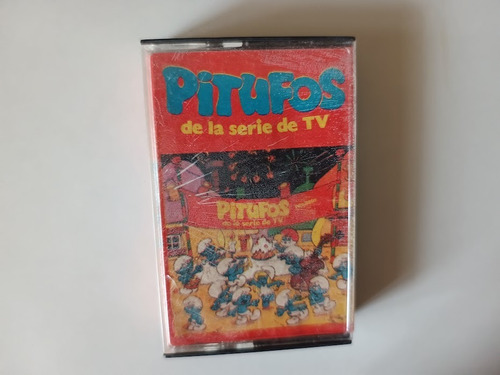 PiTUFOS
de la serie de TV
PiTUFOS
de la serie de TV